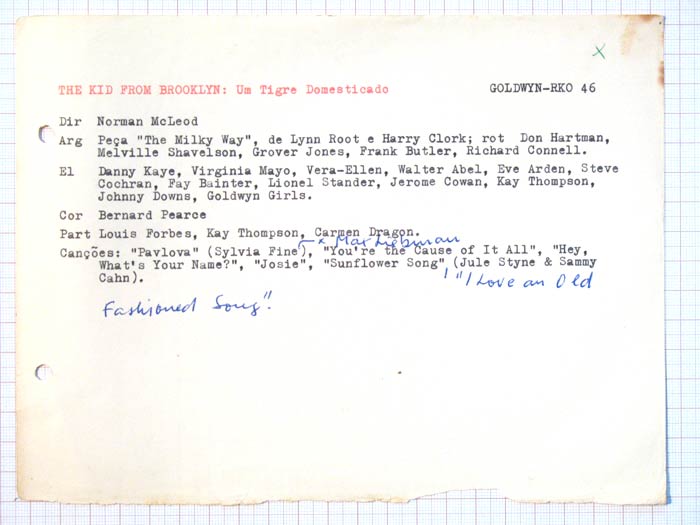 x
THE KID FROM BROOKLYN: Um Tigre Domesticado GOLDWYN-RKO 46
Dir Norman McLeod
Arg Peça "The Milky Way", de Lynn Root e Harry Clork; rot Don Hartman,
Melville Shavelson, Grover Jones, Frank Butler, Richard Connell.
El Danny Kaye, Virginia Mayo, Vera-Ellen, Walter Abel, Eve Arden, Steve
Cochran, Fay Bainter, Lionel Stander, Jerome Cowan, Kay Thompson,
Johnny Downs, Goldwyn Girls.
Cor Bernard Pearce
Part Louis Forbes, Kay Thompson, Carmen Dragon.
x Max Liebman
Canções: "Pavlova" (Sylvia Fine), "You're the Cause of It All", "Hey,
What's Your Name?", "Josie", "Sunflower Song" (Jule Styne & Sammy
Cahn).
, "I Love an Old
Fashioned Song".